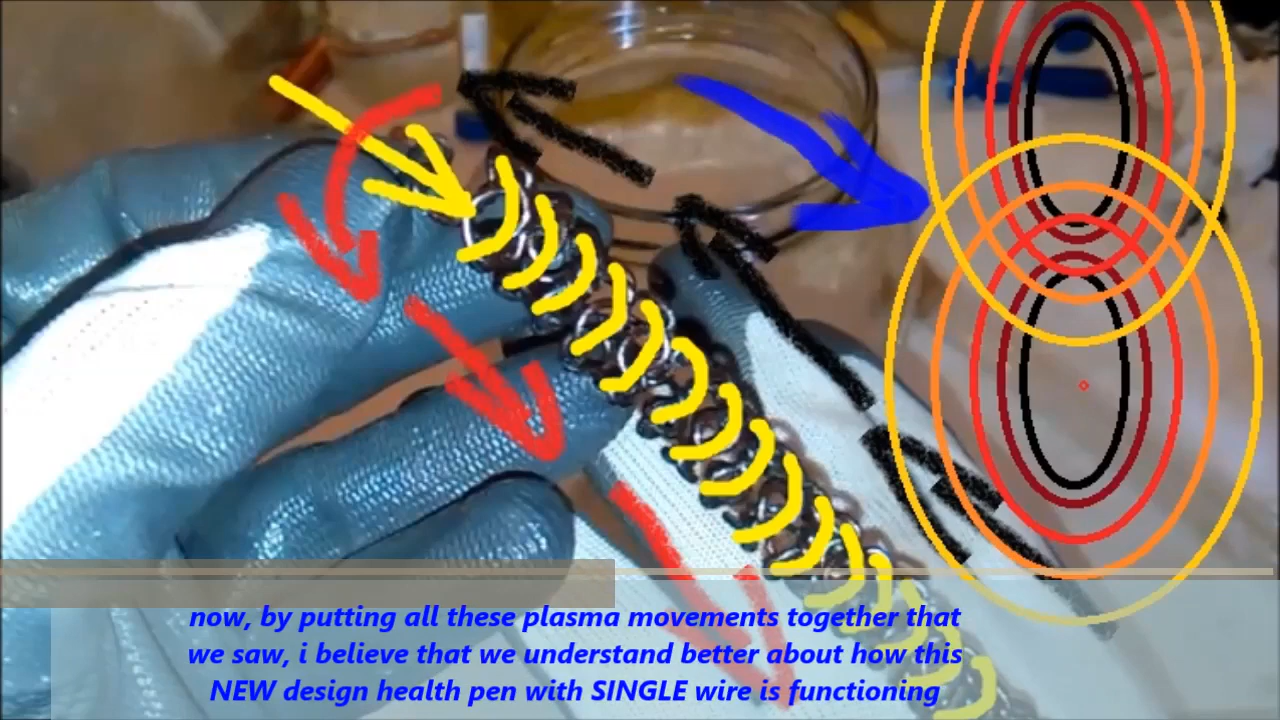 now, by putting all these plasma movements together that
we saw, i believe that we understand better about how this
NEW design health pen with SINGLE wire is functioning